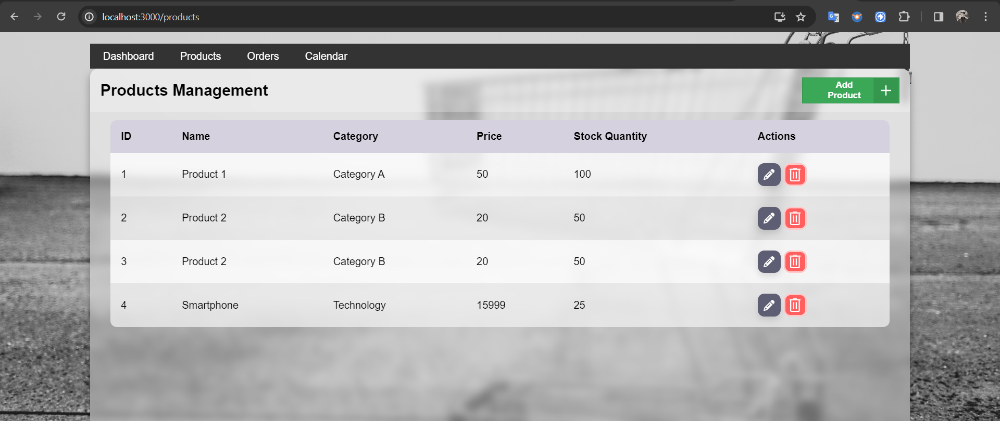 localhost:3000/products
Dashboard Products Orders Calendar
Products Management
Add
Product
ID Name Category Price Stock Quantity Actions
1 Product 1 Category A 50 100
2 Product 2 Category B 20 50
3 Product 2 Category B 20 50
4 Smartphone Technology 15999 25